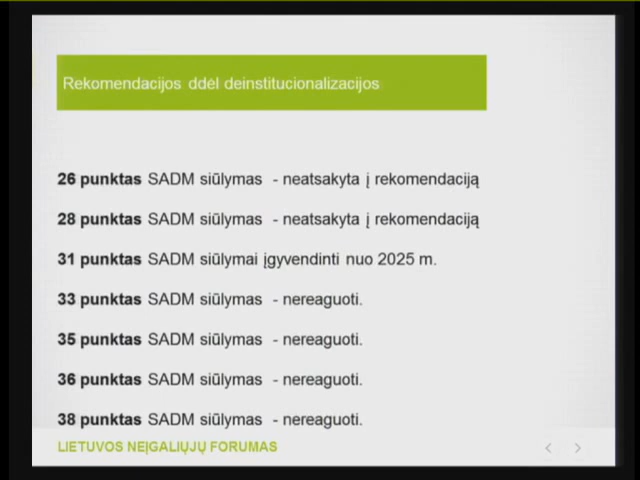 Rekomendacijos ddėl deinstitucionalizacijos
26 punktas SADM siūlymas - neatsakyta į rekomendaciją
28 punktas SADM siūlymas - neatsakyta į rekomendaciją
31 punktas SADM siūlymai įgyvendinti nuo 2025 m.
33 punktas SADM siūlymas - nereaguoti.
35 punktas SADM siūlymas - nereaguoti.
36 punktas SADM siūlymas - nereaguoti.
38 punktas SADM siūlymas - nereaguoti.
LIETUVOS NEĮGALIŲJŲ FORUMAS